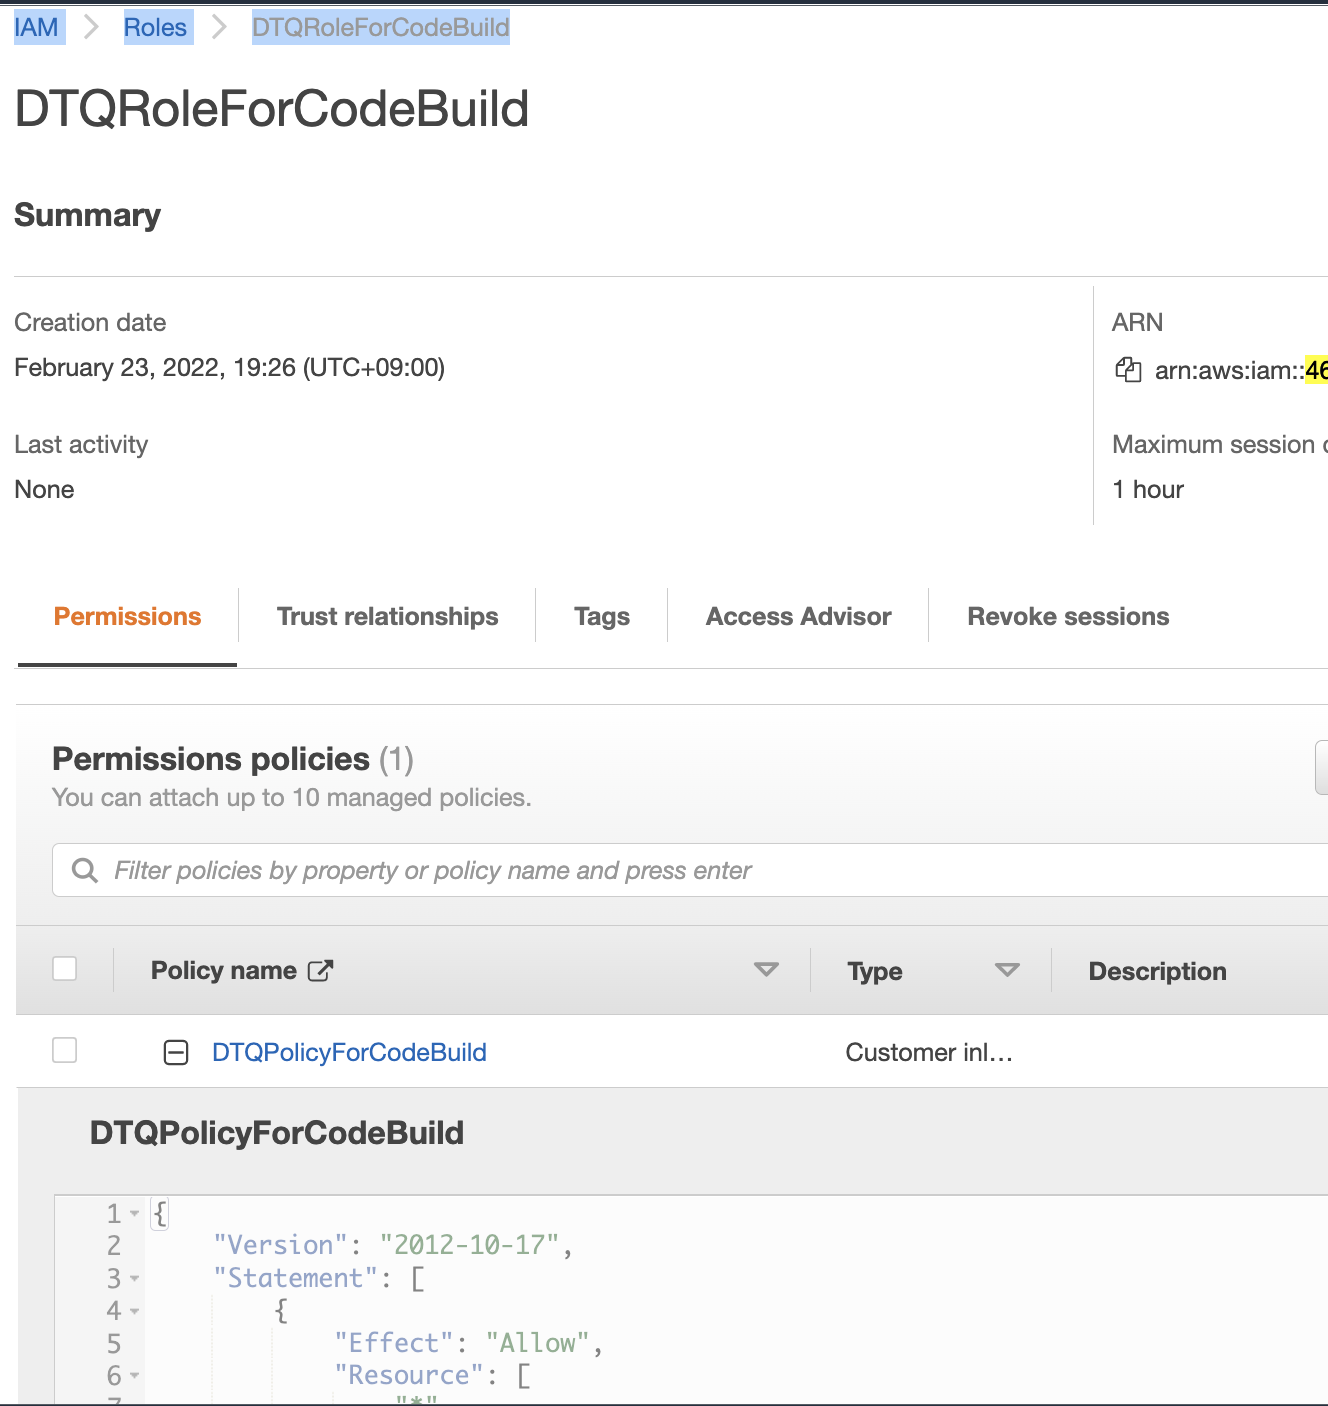 IAM > Roles > DTQRoleForCodeBuild
DTQRoleForCodeBuild
Summary
Creation date
February 23, 2022, 19:26 (UTC+09:00)
ARN
arn:aws:iam::46
Last activity
None
Maximum session
1 hour
Permissions
Trust relationships
Tags
Access Advisor
Revoke sessions
Permissions policies (1)
You can attach up to 10 managed policies.
Filter policies by property or policy name and press enter
Policy name
Type
Description
DTQPolicyForCodeBuild
Customer inl...
DTQPolicyForCodeBuild
1 {
2 "Version": "2012-10-17",
3 "Statement": [
4 {
5 "Effect": "Allow",
6 "Resource": [
7 "*"